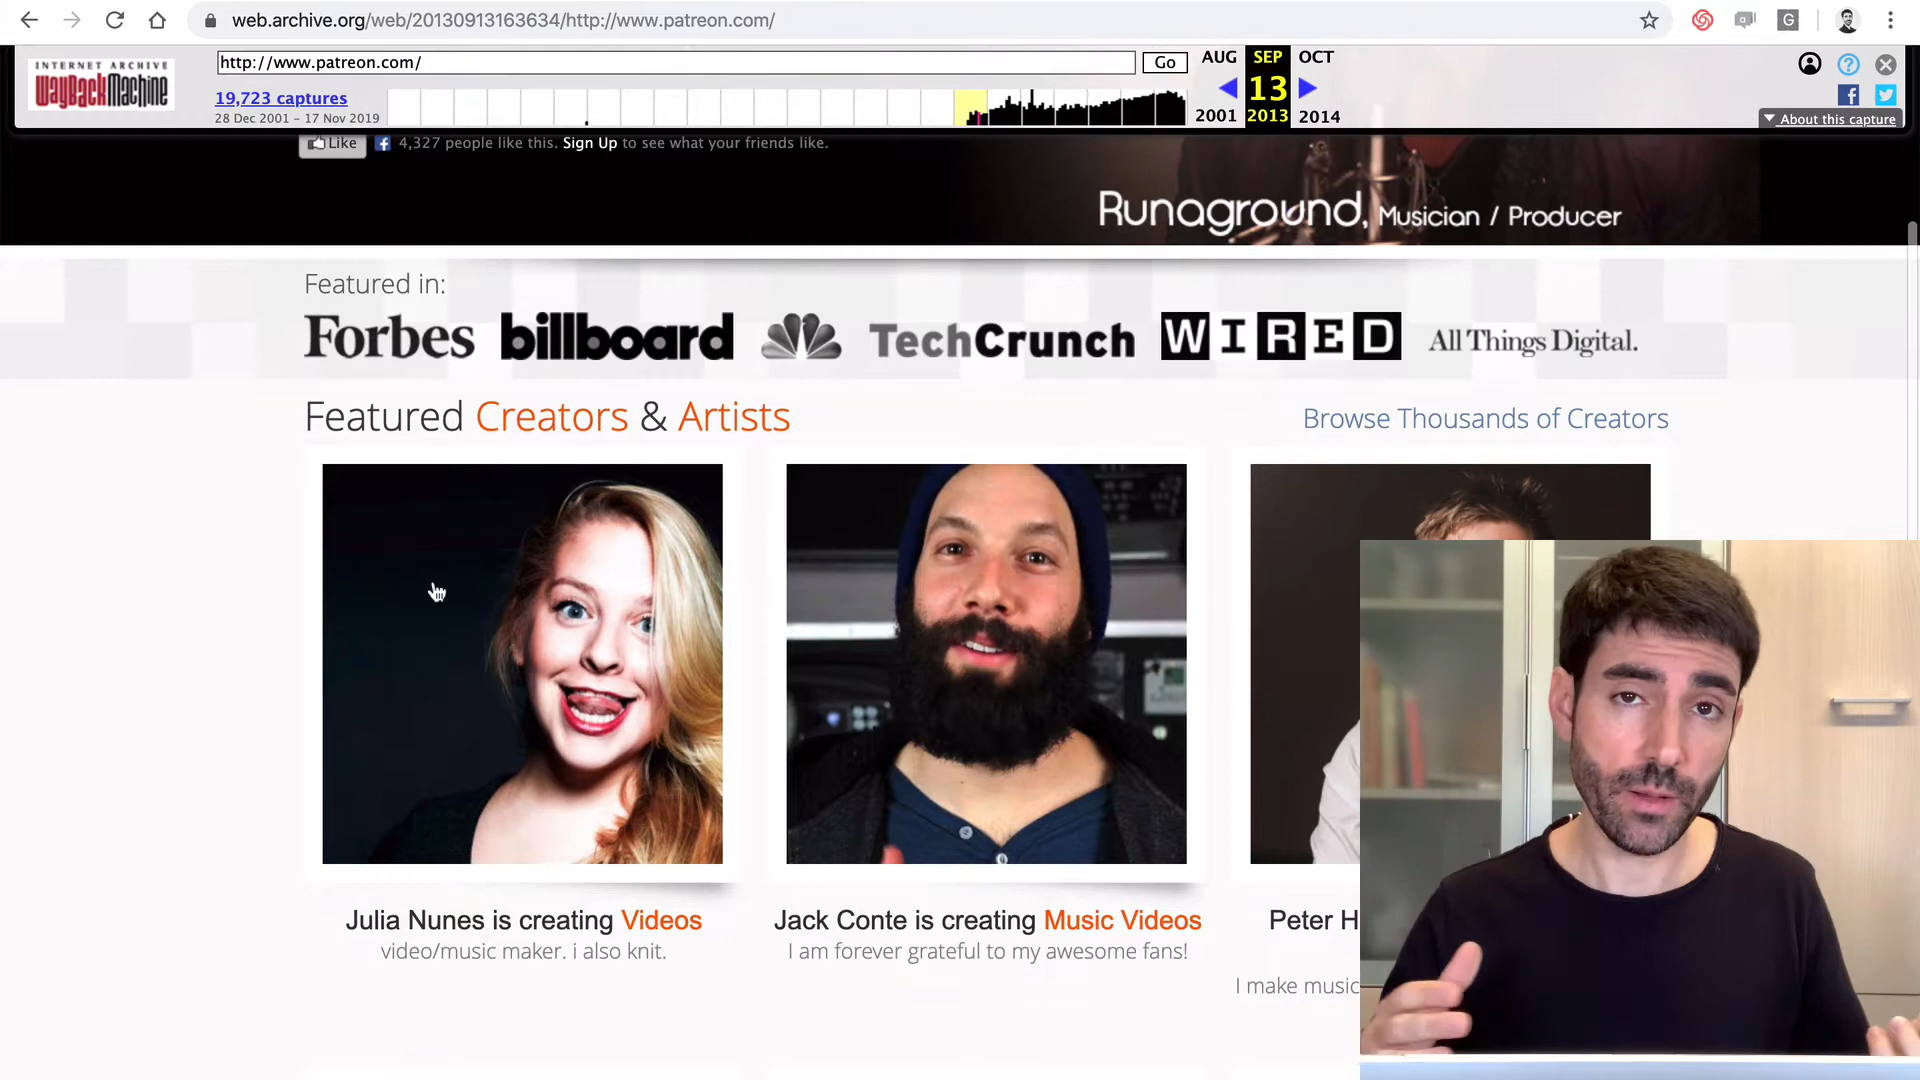 web.archive.org/web/20130913163634/http://www.patreon.com/
G
INTERNET ARCHIVE
WayBackMachine
http://www.patreon.com/
Go
AUG SEP OCT
19,723 captures
13
28 Dec 2001 – 17 Nov 2019
2001 2013 2014
About this capture
Like
4,327 people like this. Sign Up to see what your friends like.
Runaground, Musician / Producer
Featured in:
Forbes billboard TechCrunch WIRED All Things Digital.
Featured Creators & Artists
Browse Thousands of Creators
Julia Nunes is creating Videos
video/music maker. i also knit.
Jack Conte is creating Music Videos
I am forever grateful to my awesome fans!
Peter H
I make music